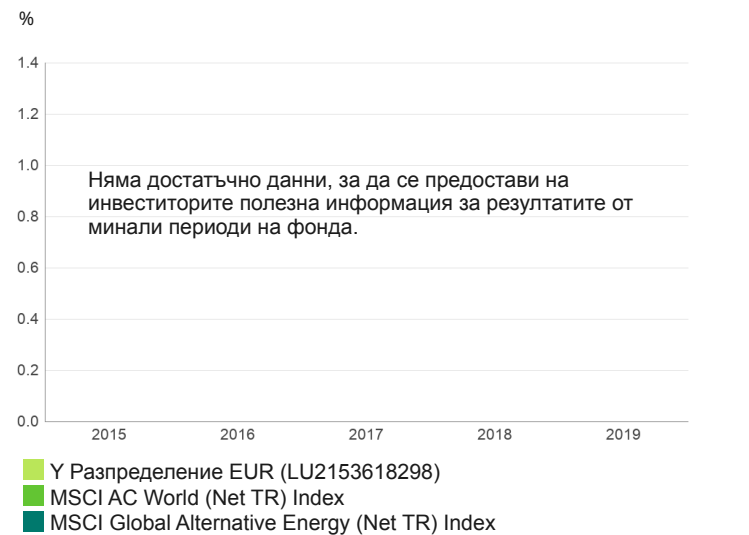 %
1.4
1.2
1.0
Няма достатъчно данни, за да се предостави на
инвеститорите полезна информация за резултатите от
минали периоди на фонда.
0.8
0.6
0.4
0.2
0.0
2015 2016 2017 2018 2019
Y Разпределение EUR (LU2153618298)
MSCI AC World (Net TR) Index
MSCI Global Alternative Energy (Net TR) Index